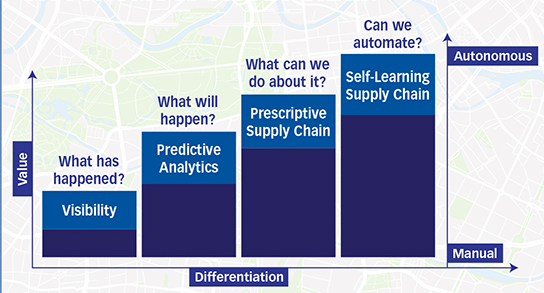 Can we
automate?
Autonomous
What can we
do about it?
Self-Learning
Supply Chain
What will
happen?
Prescriptive
Supply Chain
What has
happened?
Predictive
Analytics
Value
Visibility
Manual
Differentiation